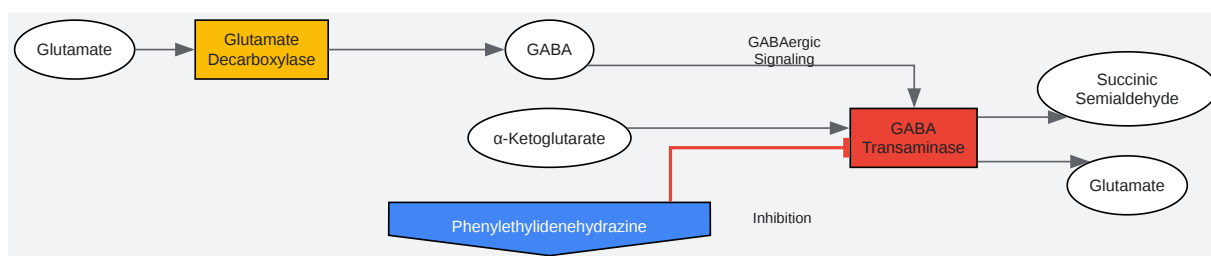 Glutamate
Glutamate
Decarboxylase
GABA
GABAergic
Signaling
Succinic
Semialdehyde
α-Ketoglutarate
GABA
Transaminase
Glutamate
Phenylethylidenehydrazine
Inhibition